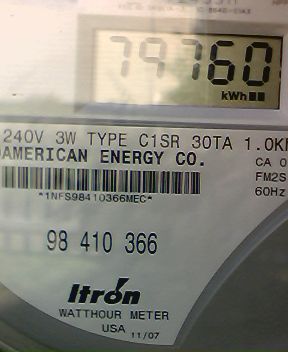 79760
kWh
240V 3W TYPE C1SR 30TA 1.0K
AMERICAN ENERGY CO. CA 0
FM2S
*1NFS98410366MEC* 60Hz
98 410 366
Itrón
WATTHOUR METER
USA 11/07